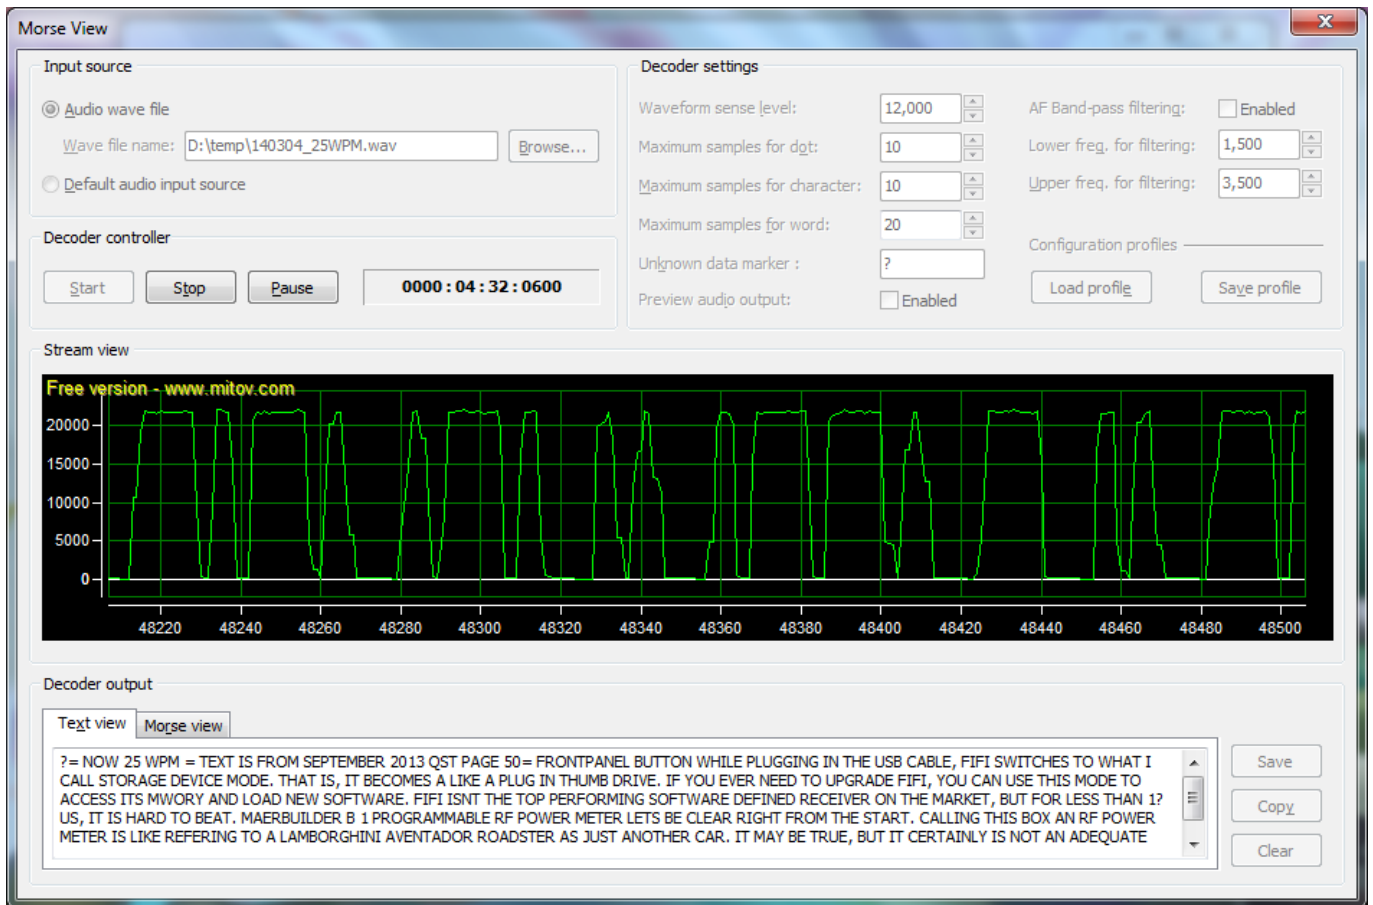 Morse View
Input source
Audio wave file
Wave file name: D:\temp\140304_25WPM.wav Browse...
Default audio input source
Decoder controller
Start Stop Pause 0000 : 04 : 32 : 0600
Decoder settings
Waveform sense level: 12,000
Maximum samples for dot: 10
Maximum samples for character: 10
Maximum samples for word: 20
Unknown data marker : ?
Preview audio output: Enabled
AF Band-pass filtering: Enabled
Lower freq. for filtering: 1,500
Upper freq. for filtering: 3,500
Configuration profiles
Load profile Save profile
Stream view
Free version - www.mitov.com
20000
15000
10000
5000
0
48220 48240 48260 48280 48300 48320 48340 48360 48380 48400 48420 48440 48460 48480 48500
Decoder output
Text view Morse view
?= NOW 25 WPM = TEXT IS FROM SEPTEMBER 2013 QST PAGE 50= FRONTPANEL BUTTON WHILE PLUGGING IN THE USB CABLE, FIFI SWITCHES TO WHAT I
CALL STORAGE DEVICE MODE. THAT IS, IT BECOMES A LIKE A PLUG IN THUMB DRIVE. IF YOU EVER NEED TO UPGRADE FIFI, YOU CAN USE THIS MODE TO
ACCESS ITS MWORY AND LOAD NEW SOFTWARE. FIFI ISNT THE TOP PERFORMING SOFTWARE DEFINED RECEIVER ON THE MARKET, BUT FOR LESS THAN 1?
US, IT IS HARD TO BEAT. MAERBUILDER B 1 PROGRAMMABLE RF POWER METER LETS BE CLEAR RIGHT FROM THE START. CALLING THIS BOX AN RF POWER
METER IS LIKE REFERING TO A LAMBORGHINI AVENTADOR ROADSTER AS JUST ANOTHER CAR. IT MAY BE TRUE, BUT IT CERTAINLY IS NOT AN ADEQUATE
Save
Copy
Clear